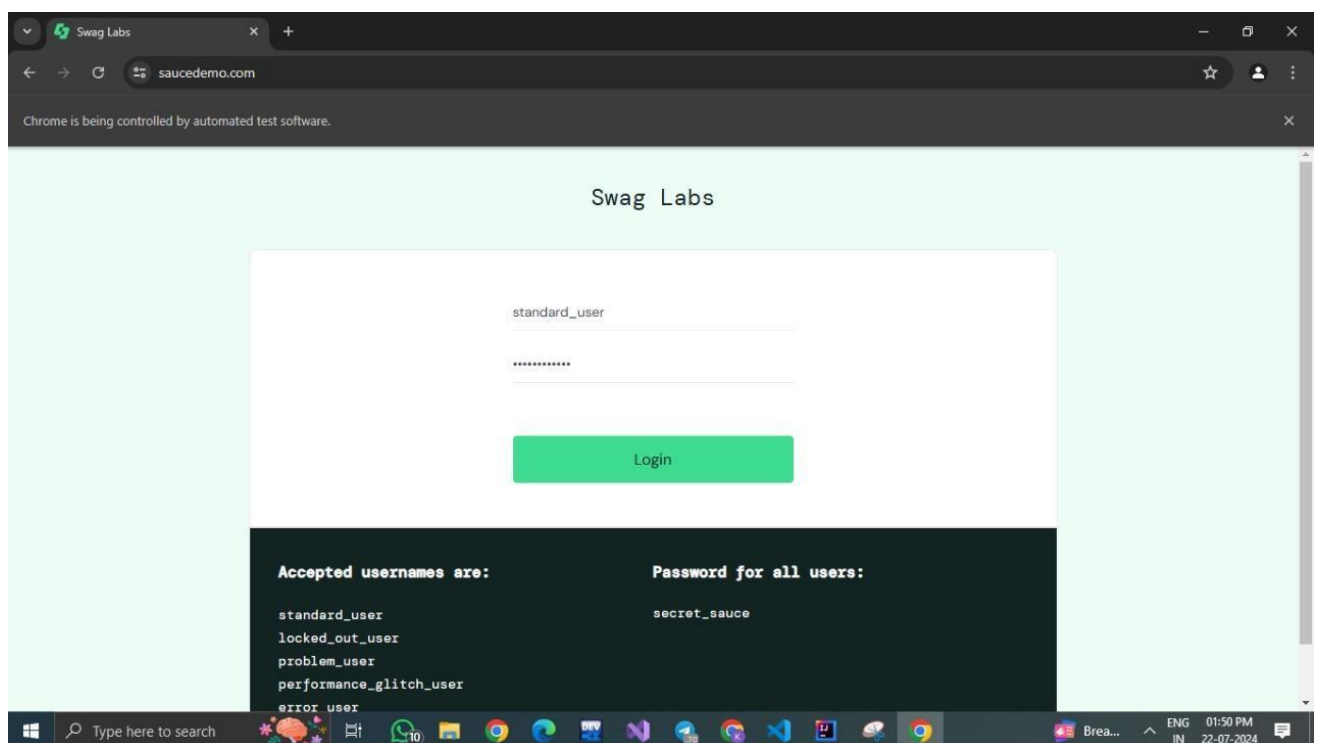 Swag Labs
saucedemo.com
Chrome is being controlled by automated test software.
Swag Labs
standard_user
••••••••••••
Login
Accepted usernames are:
Password for all users:
standard_user
secret_sauce
locked_out_user
problem_user
performance_glitch_user
error_user
Type here to search
10
DEV
Brea...
ENG
IN
01:50 PM
22-07-2024